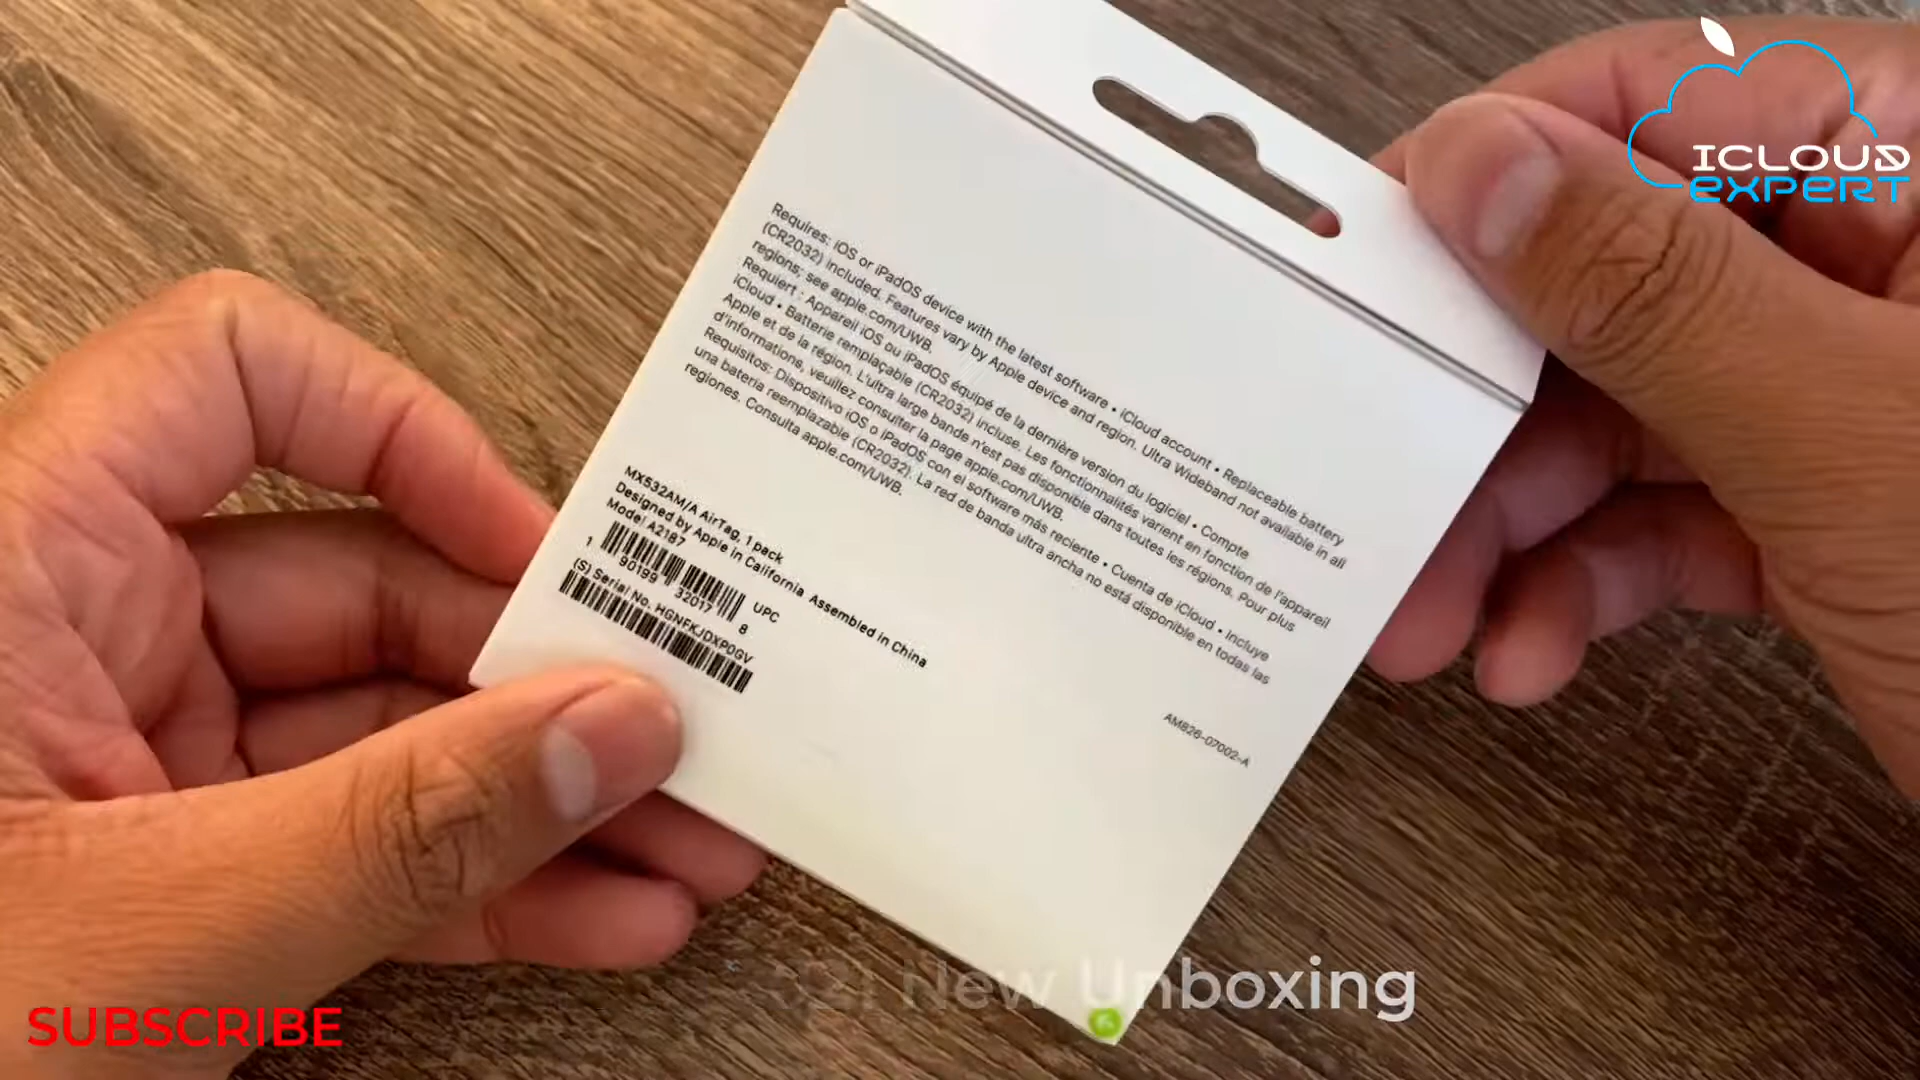 ICLOUD
EXPERT
Requires: iOS or iPadOS device with the latest software • iCloud account • Replaceable battery
(CR2032) included. Features vary by Apple device and region. Ultra Wideband not available in all
regions; see apple.com/UWB.
Requiert : Appareil iOS ou iPadOS équipé de la dernière version du logiciel • Compte
iCloud • Batterie remplaçable (CR2032) incluse. Les fonctionnalités varient en fonction de l'appareil
Apple et de la région. L'ultra large bande n'est pas disponible dans toutes les régions. Pour plus
d'informations, veuillez consulter la page apple.com/UWB.
Requisitos: Dispositivo iOS o iPadOS con el software más reciente • Cuenta de iCloud • Incluye
una batería reemplazable (CR2032). La red de banda ultra ancha no está disponible en todas las
regiones. Consulta apple.com/UWB.
MX532AM/A AirTag, 1 pack
Designed by Apple in California Assembled in China
Model A2187
1 90199 32017 8 UPC
(S) Serial No. HGNFKJDXP0GV
AM826-07002-A
New Unboxing
SUBSCRIBE